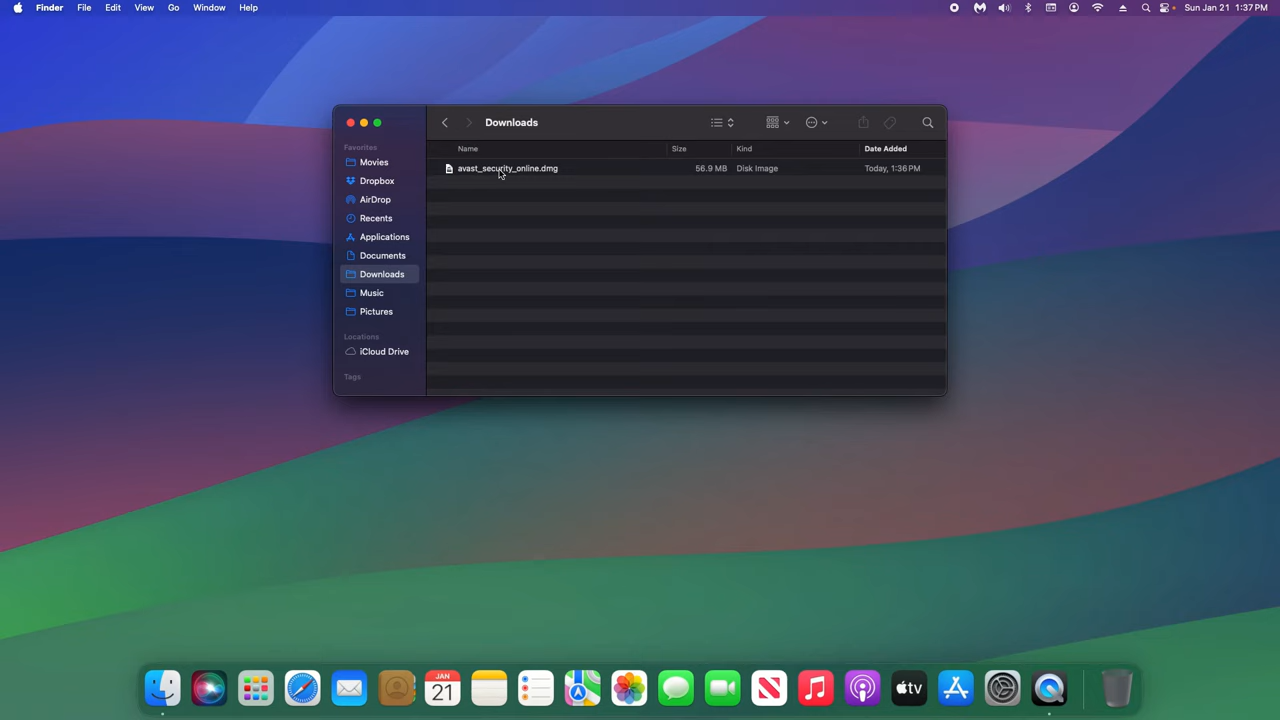 Finder File Edit View Go Window Help Sun Jan 21 1:37 PM
Downloads
Favorites
Movies
Dropbox
AirDrop
Recents
Applications
Documents
Downloads
Music
Pictures
Locations
iCloud Drive
Tags
Name Size Kind Date Added
avast_security_online.dmg 56.9 MB Disk Image Today, 1:36 PM
JAN
21
tv